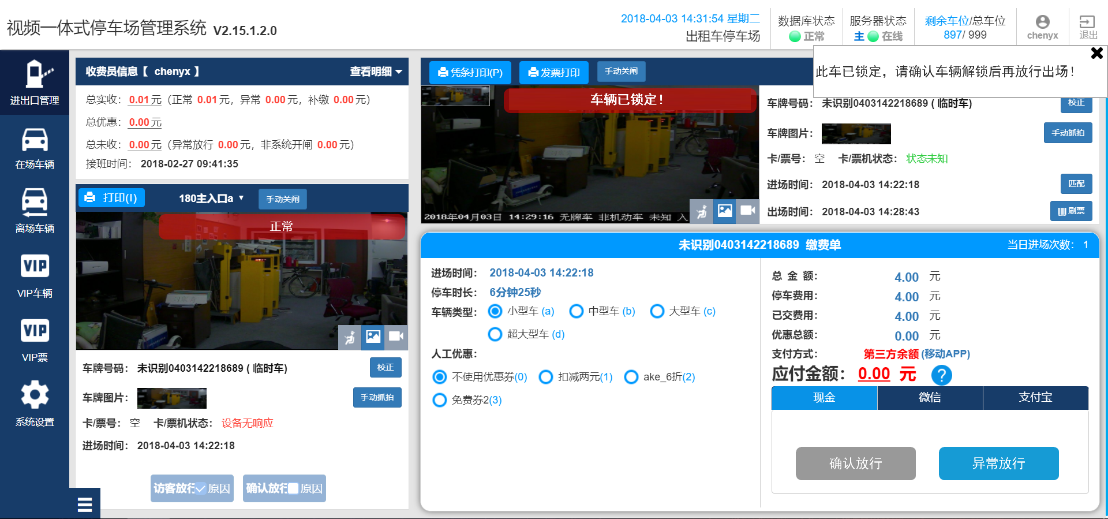 视频一体式停车场管理系统 V2.15.1.2.0
2018-04-03 14:31:54 星期二
出租车停车场
数据库状态
正常
服务器状态
主 在线
剩余车位/总车位
897/ 999
chenyx
退出
此车已锁定，请确认车辆解锁后再放行出场！
进出口管理
在场车辆
离场车辆
VIP
VIP车辆
VIP
VIP票
系统设置
收费员信息【 chenyx 】
查看明细
总实收： 0.01 元（正常 0.01 元，异常 0.00 元，补缴 0.00 元）
总优惠： 0.00 元
总未收： 0.00 元（异常放行 0.00 元，非系统开闸 0.00 元）
接班时间： 2018-02-27 09:41:35
打印(I)
180主入口a
手动关闸
正常
车牌号码： 未识别0403142218689 ( 临时车)
校正
车牌图片：
手动抓拍
卡/票号： 空 卡/票机状态： 设备无响应
进场时间： 2018-04-03 14:22:18
访客放行 原因
确认放行 原因
凭条打印(P)
发票打印
手动关闸
车辆已锁定！
2018年04月03日 14:29:16 无牌车 非机动车 未知 入
车牌号码： 未识别0403142218689 ( 临时车)
校正
车牌图片：
手动抓拍
卡/票号： 空 卡/票机状态： 状态未知
进场时间： 2018-04-03 14:22:18
匹配
出场时间： 2018-04-03 14:28:43
刷票
未识别0403142218689 缴费单
当日进场次数： 1
进场时间： 2018-04-03 14:22:18
停车时长： 6分钟25秒
车辆类型： 小型车 (a) 中型车 (b) 大型车 (c)
超大型车 (d)
人工优惠：
不使用优惠券(0) 扣减两元(1) ake_6折(2)
免费券2(3)
总 金 额： 4.00 元
停车费用： 4.00 元
已交费用： 4.00 元
优惠总额： 0.00 元
支付方式： 第三方余额 (移动APP)
应付金额： 0.00 元 ?
现金
微信
支付宝
确认放行
异常放行